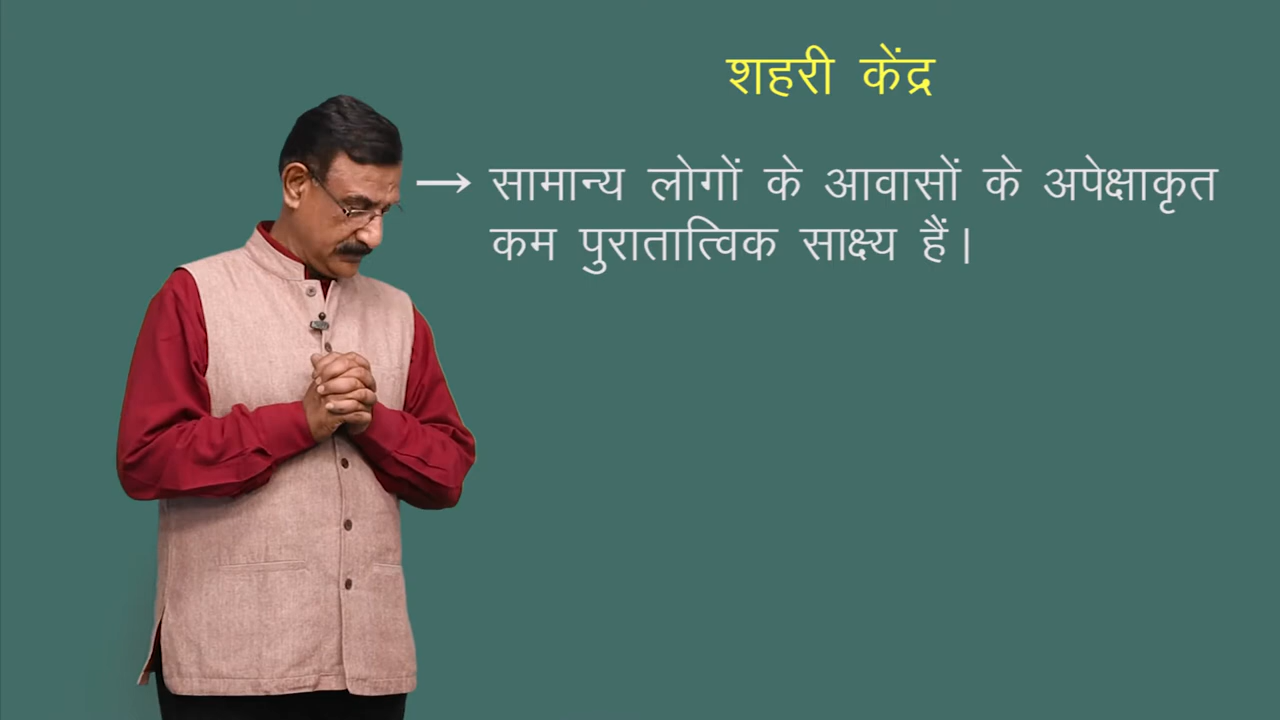 शहरी केंद्र
→ सामान्य लोगों के आवासों के अपेक्षाकृत
कम पुरातात्विक साक्ष्य हैं।